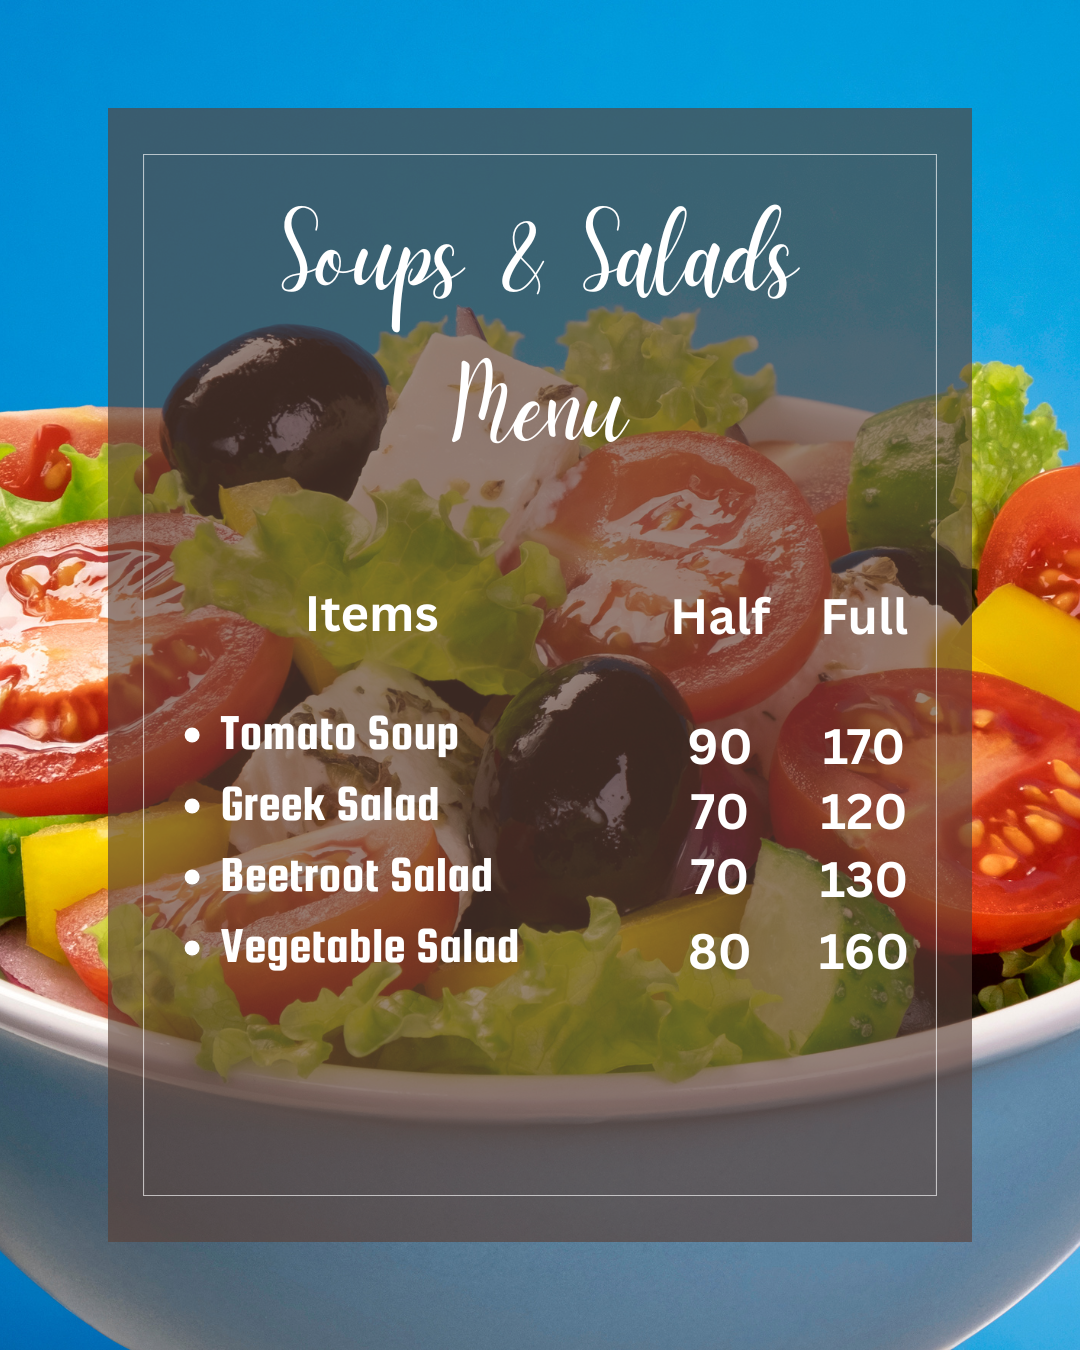 Soups & Salads
Menu
Items Half Full
• Tomato Soup 90 170
• Greek Salad 70 120
• Beetroot Salad 70 130
• Vegetable Salad 80 160